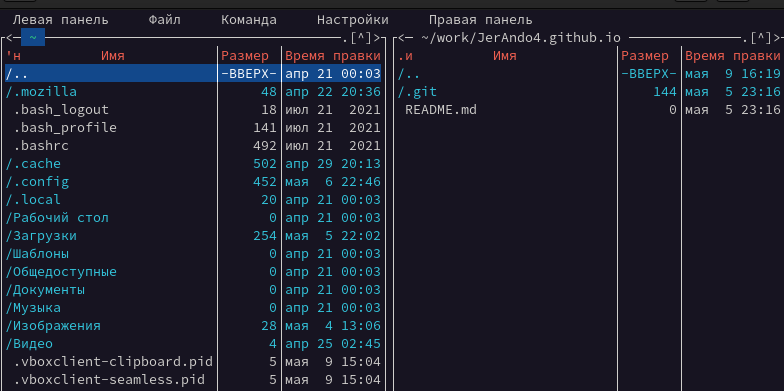 Левая панель Файл Команда Настройки Правая панель
<─ ~ .[^]> <─ ~/work/JerAndo4.github.io .[^]>
'н Имя Размер Время правки .и Имя Размер Время правки
/.. -ВВЕРХ- апр 21 00:03 /.. -ВВЕРХ- мая 9 16:19
/.mozilla 48 апр 22 20:36 /.git 144 мая 5 23:16
.bash_logout 18 июл 21 2021 README.md 0 мая 5 23:16
.bash_profile 141 июл 21 2021
.bashrc 492 июл 21 2021
/.cache 502 апр 29 20:13
/.config 452 мая 6 22:46
/.local 20 апр 21 00:03
/Рабочий стол 0 апр 21 00:03
/Загрузки 254 мая 5 22:02
/Шаблоны 0 апр 21 00:03
/Общедоступные 0 апр 21 00:03
/Документы 0 апр 21 00:03
/Музыка 0 апр 21 00:03
/Изображения 28 мая 4 13:06
/Видео 4 апр 25 02:45
.vboxclient-clipboard.pid 5 мая 9 15:04
.vboxclient-seamless.pid 5 мая 9 15:04